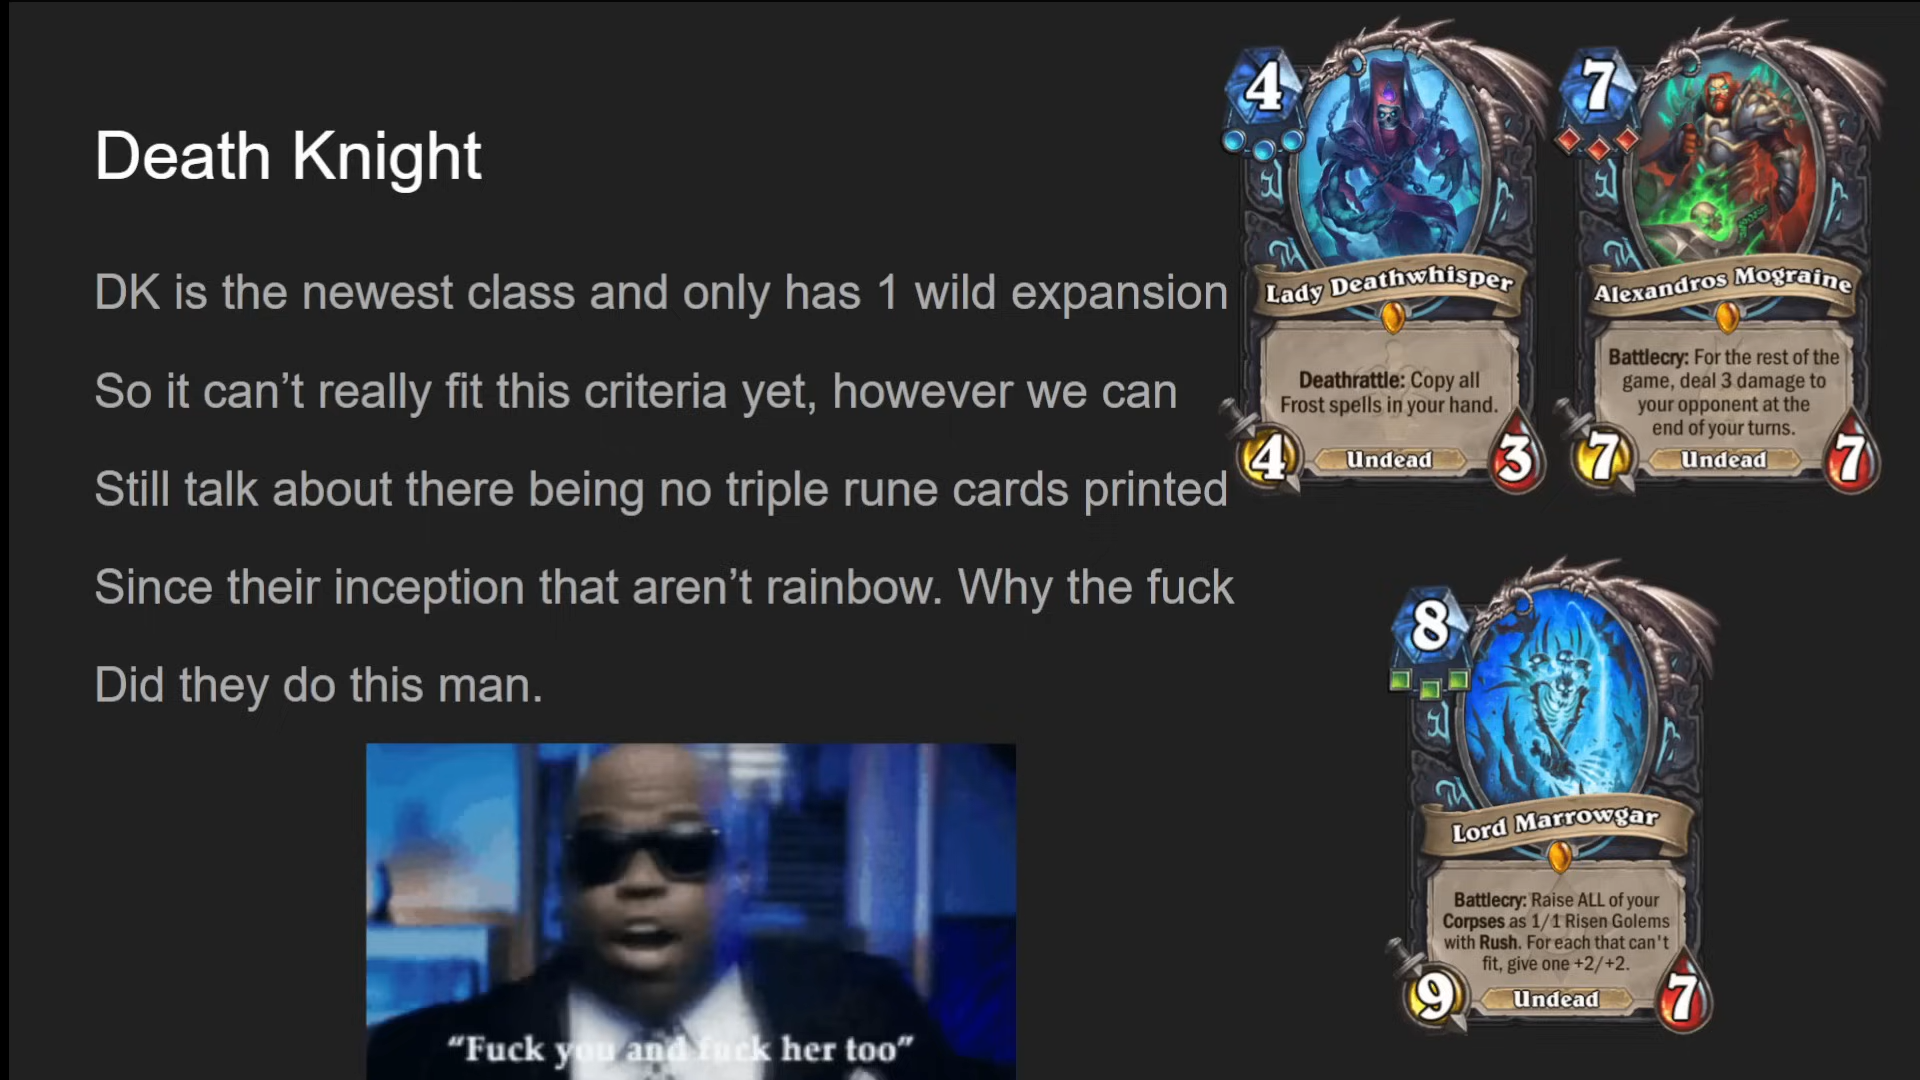 Death Knight
DK is the newest class and only has 1 wild expansion
So it can’t really fit this criteria yet, however we can
Still talk about there being no triple rune cards printed
Since their inception that aren’t rainbow. Why the fuck
Did they do this man.
4
Lady Deathwhisper
Deathrattle: Copy all
Frost spells in your hand.
4
Undead
3
7
Alexandros Mograine
Battlecry: For the rest of the
game, deal 3 damage to
your opponent at the
end of your turns.
7
Undead
7
8
Lord Marrowgar
Battlecry: Raise ALL of your
Corpses as 1/1 Risen Golems
with Rush. For each that can't
fit, give one +2/+2.
9
Undead
7
“Fuck you and fuck her too”